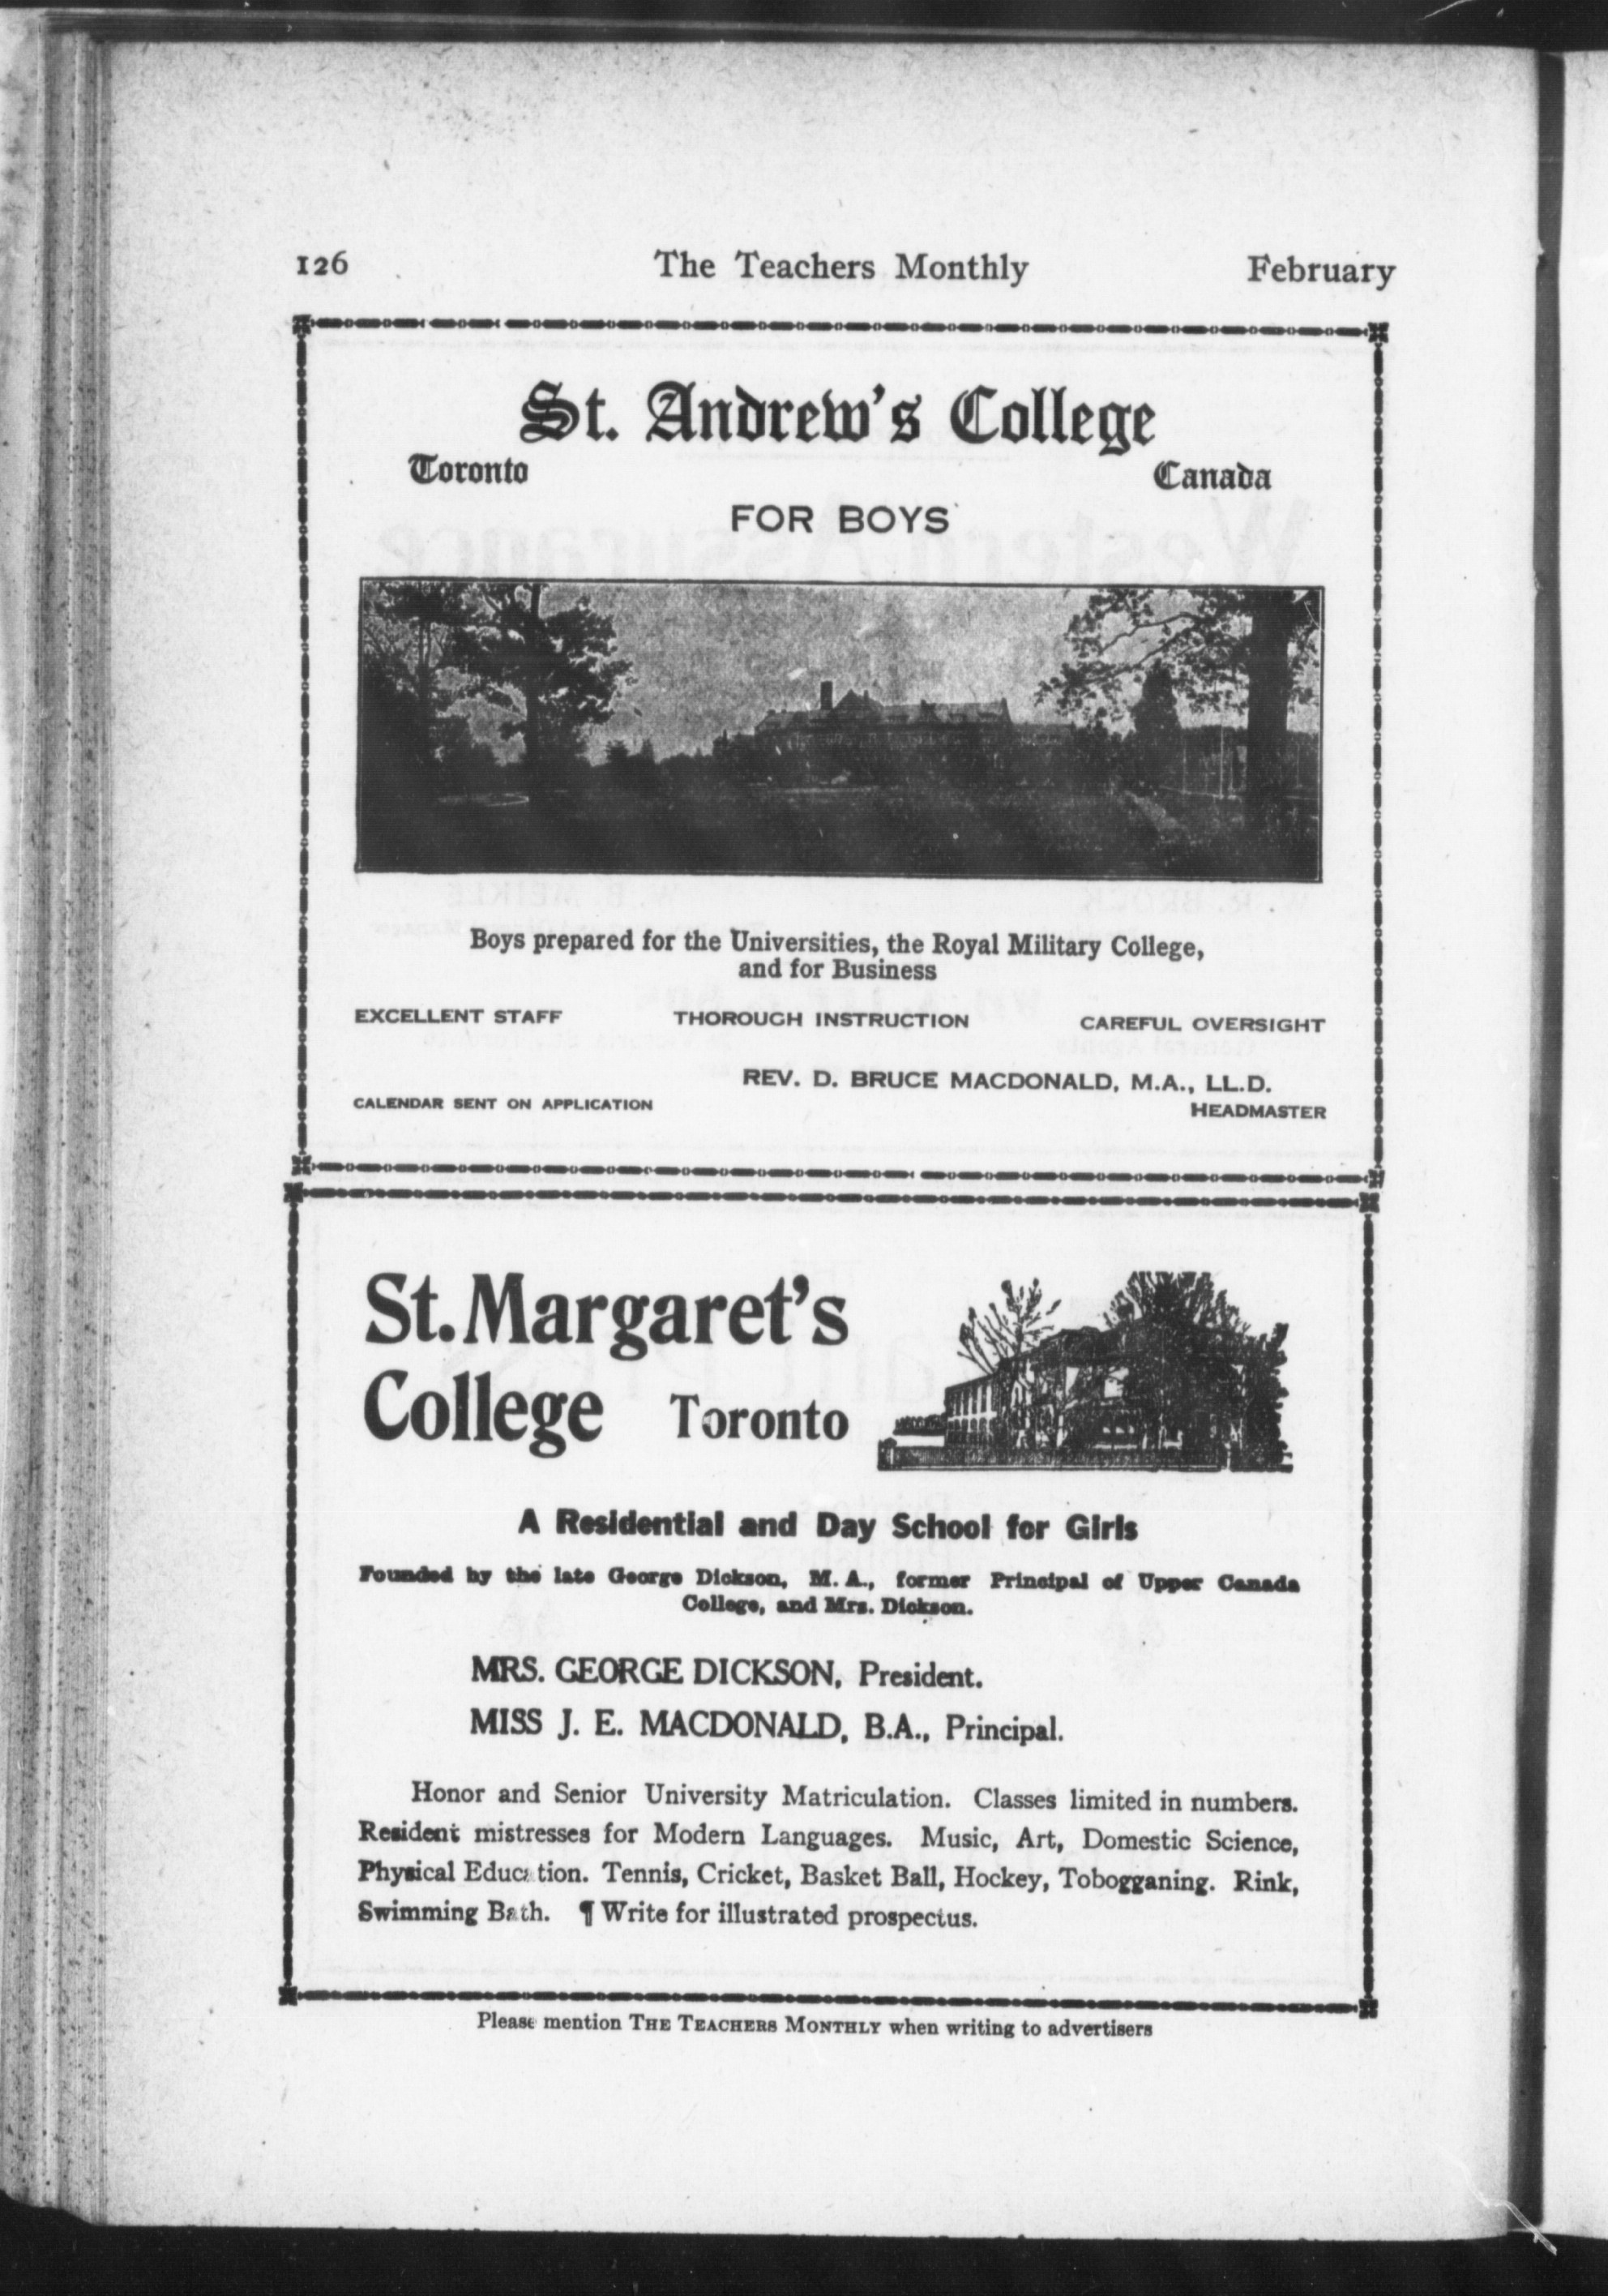 126 The Teachers Monthly February
St. Andrew's College
Toronto Canada
FOR BOYS
Boys prepared for the Universities, the Royal Military College,
and for Business
EXCELLENT STAFF THOROUGH INSTRUCTION CAREFUL OVERSIGHT
REV. D. BRUCE MACDONALD, M.A., LL.D.
CALENDAR SENT ON APPLICATION HEADMASTER
St. Margaret's
College Toronto
A Residential and Day School for Girls
Founded by the late George Dickson, M. A., former Principal of Upper Canada
College, and Mrs. Dickson.
MRS. GEORGE DICKSON, President.
MISS J. E. MACDONALD, B.A., Principal.
Honor and Senior University Matriculation. Classes limited in numbers.
Resident mistresses for Modern Languages. Music, Art, Domestic Science,
Physical Education. Tennis, Cricket, Basket Ball, Hockey, Tobogganing. Rink,
Swimming Bath. ¶ Write for illustrated prospectus.
Please mention THE TEACHERS MONTHLY when writing to advertisers